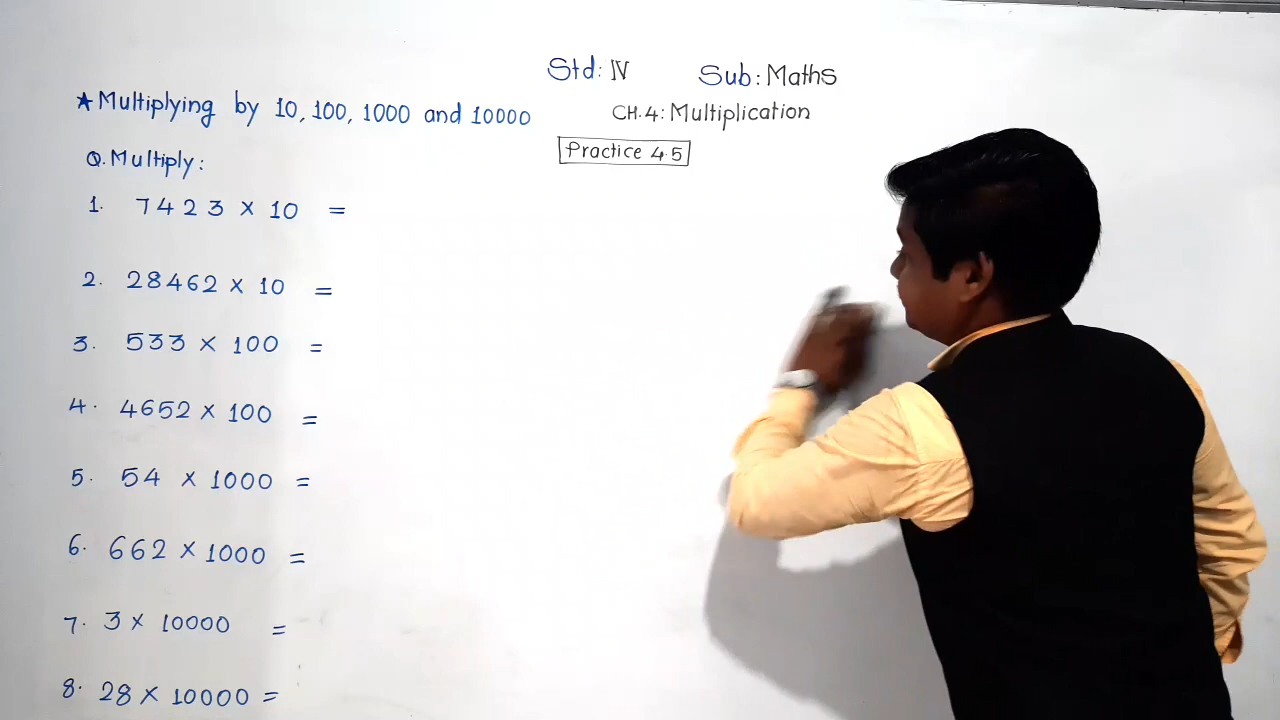 Std: IV Sub: Maths
★ Multiplying by 10, 100, 1000 and 10000 CH.4: Multiplication
Practice 4.5
Q. Multiply:
1. 7423 × 10 =
2. 28462 × 10 =
3. 533 × 100 =
4. 4652 × 100 =
5. 54 × 1000 =
6. 662 × 1000 =
7. 3 × 10000 =
8. 28 × 10000 =